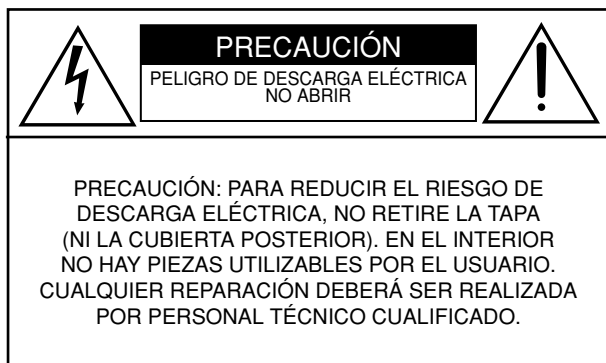 PRECAUCIÓN
PELIGRO DE DESCARGA ELÉCTRICA
NO ABRIR
PRECAUCIÓN: PARA REDUCIR EL RIESGO DE
DESCARGA ELÉCTRICA, NO RETIRE LA TAPA
(NI LA CUBIERTA POSTERIOR). EN EL INTERIOR
NO HAY PIEZAS UTILIZABLES POR EL USUARIO.
CUALQUIER REPARACIÓN DEBERÁ SER REALIZADA
POR PERSONAL TÉCNICO CUALIFICADO.